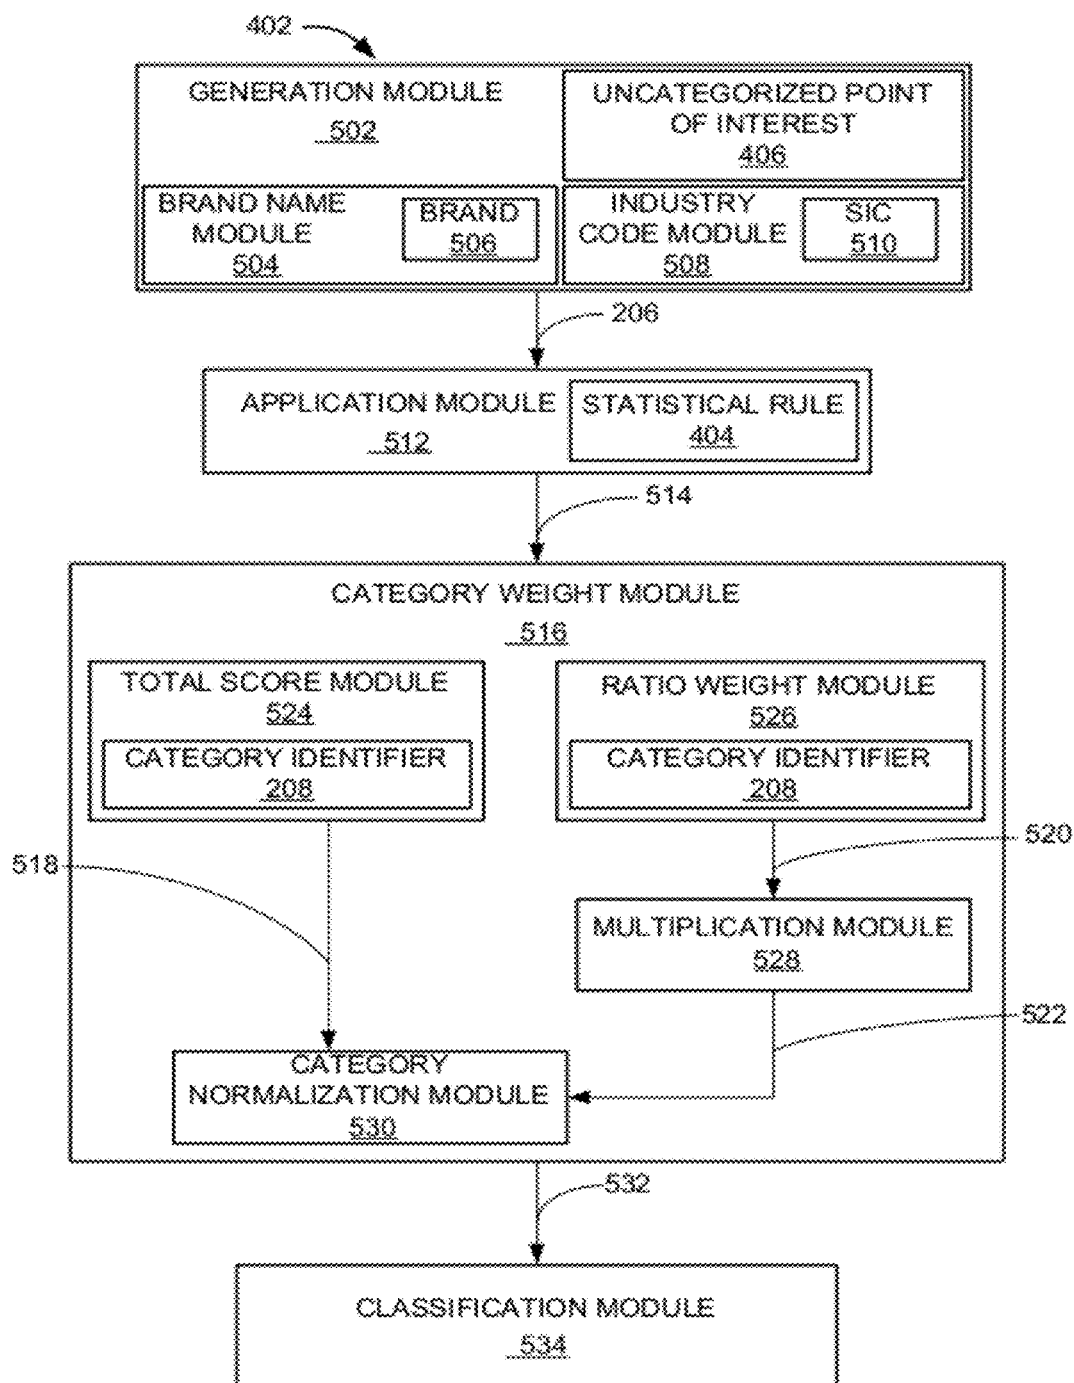 402
GENERATION MODULE
502
UNCATEGORIZED POINT
OF INTEREST
406
BRAND NAME
MODULE
504
BRAND
506
INDUSTRY
CODE MODULE
508
SIC
510
206
APPLICATION MODULE
512
STATISTICAL RULE
404
514
CATEGORY WEIGHT MODULE
516
TOTAL SCORE MODULE
524
CATEGORY IDENTIFIER
208
RATIO WEIGHT MODULE
526
CATEGORY IDENTIFIER
208
518
520
MULTIPLICATION MODULE
528
522
CATEGORY
NORMALIZATION MODULE
530
532
CLASSIFICATION MODULE
534